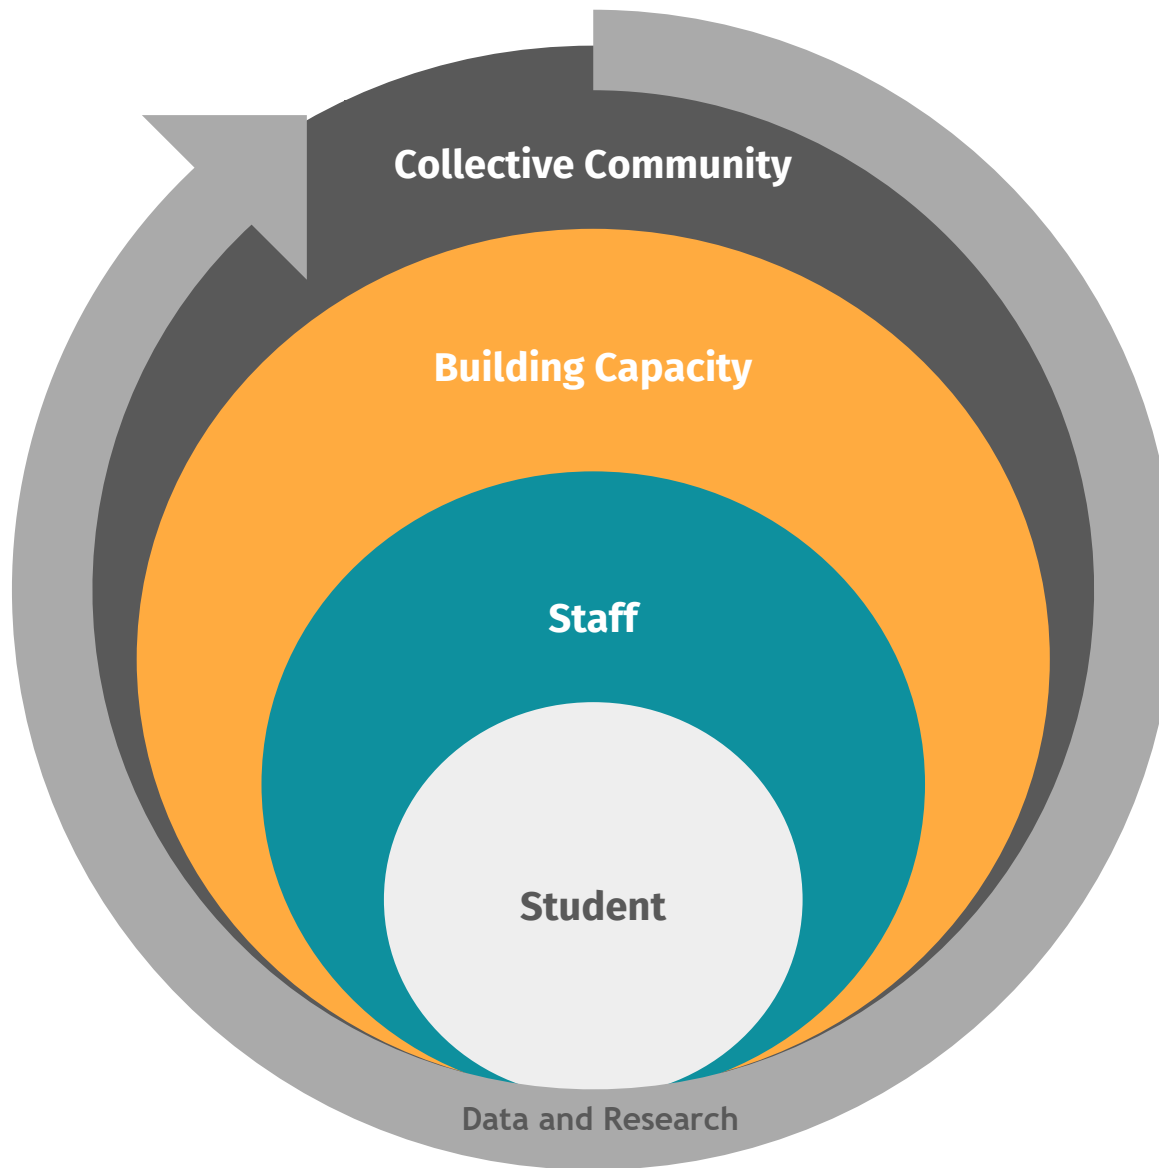 Collective Community
Building Capacity
Staff
Student
Data and Research